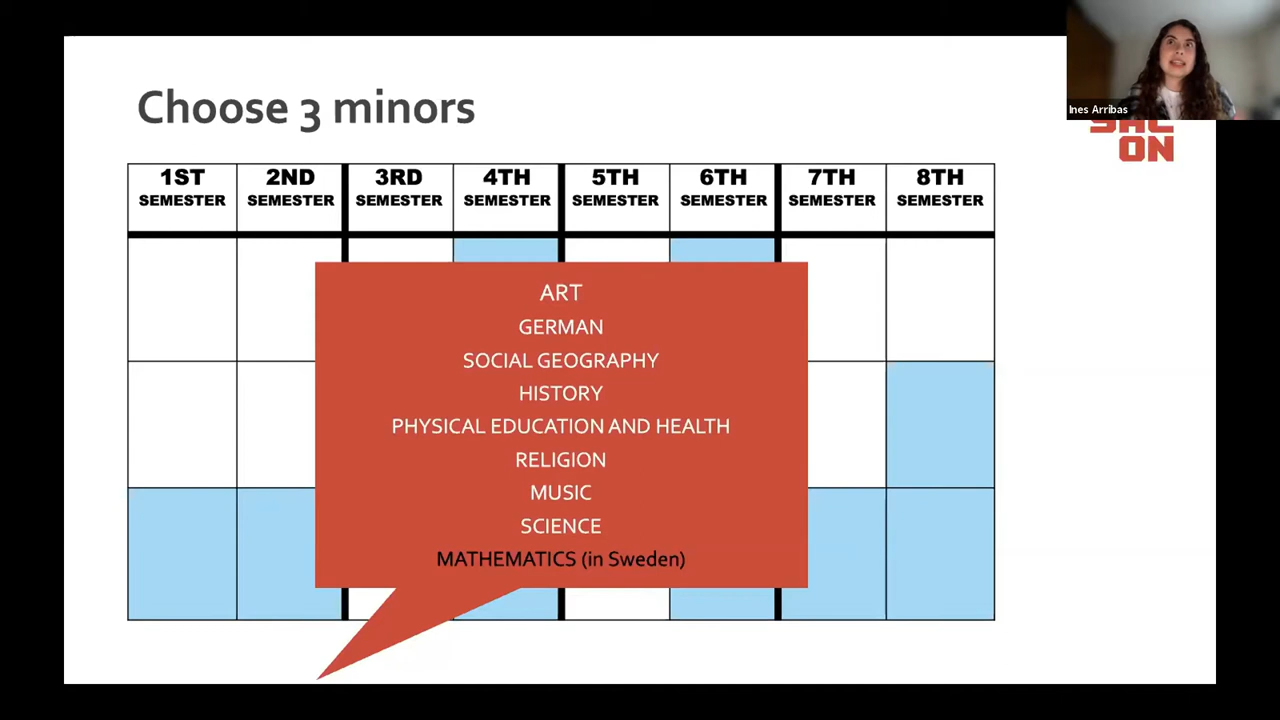 Choose 3 minors
Ines Arribas
ON
1ST SEMESTER
2ND SEMESTER
3RD SEMESTER
4TH SEMESTER
5TH SEMESTER
6TH SEMESTER
7TH SEMESTER
8TH SEMESTER
ART
GERMAN
SOCIAL GEOGRAPHY
HISTORY
PHYSICAL EDUCATION AND HEALTH
RELIGION
MUSIC
SCIENCE
MATHEMATICS (in Sweden)